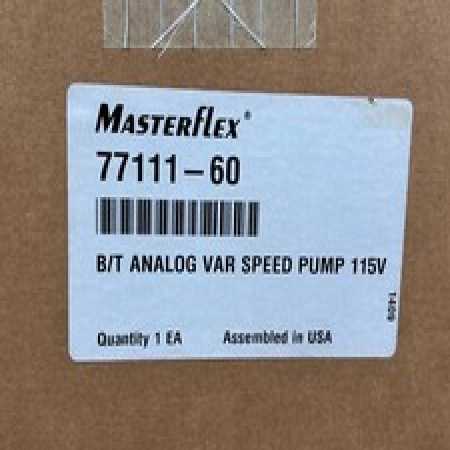 MASTERFLEX®
77111-60
B/T ANALOG VAR SPEED PUMP 115V
Quantity 1 EA Assembled in USA